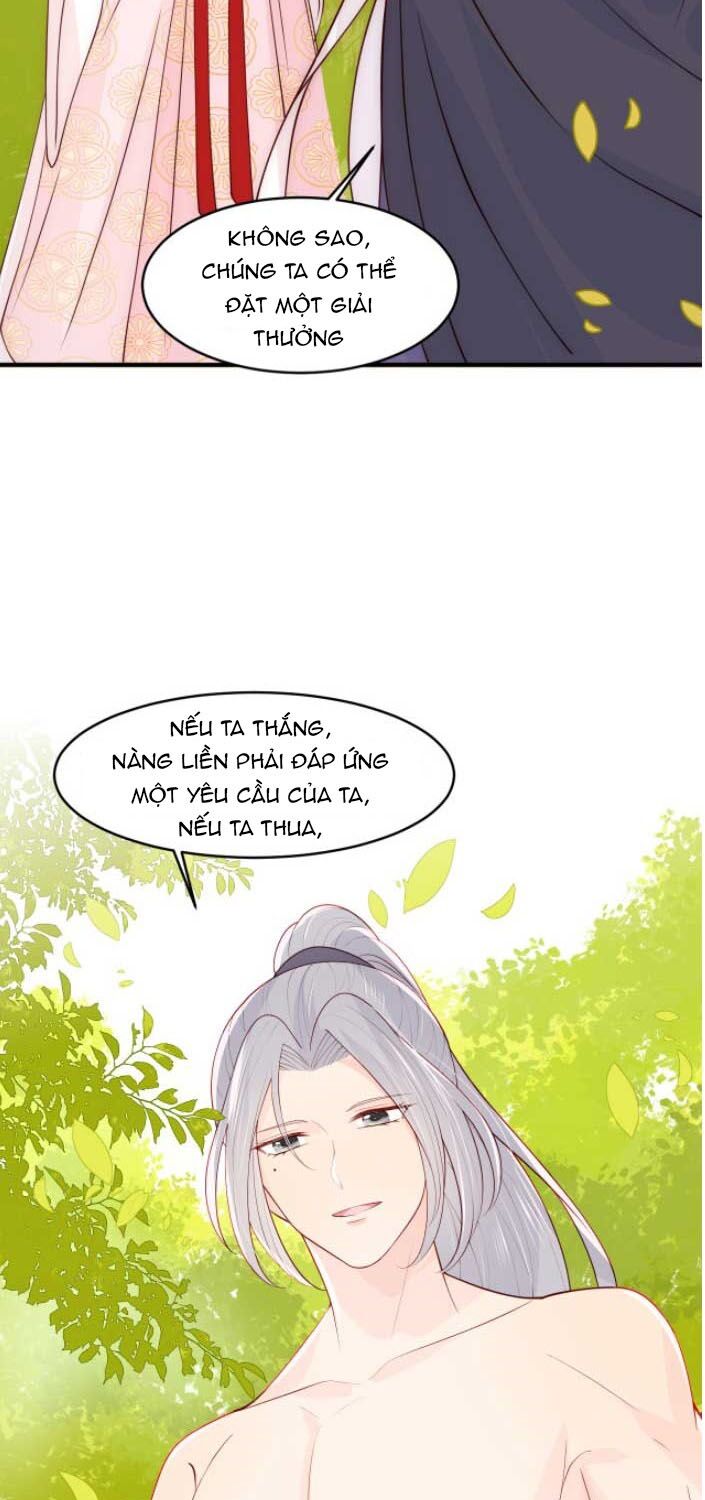 KHÔNG SAO,
CHÚNG TA CÓ THỂ
ĐẶT MỘT GIẢI
THƯỞNG
NẾU TA THẮNG,
NÀNG LIỀN PHẢI ĐÁP ỨNG
MỘT YÊU CẦU CỦA TA,
NẾU TA THUA,